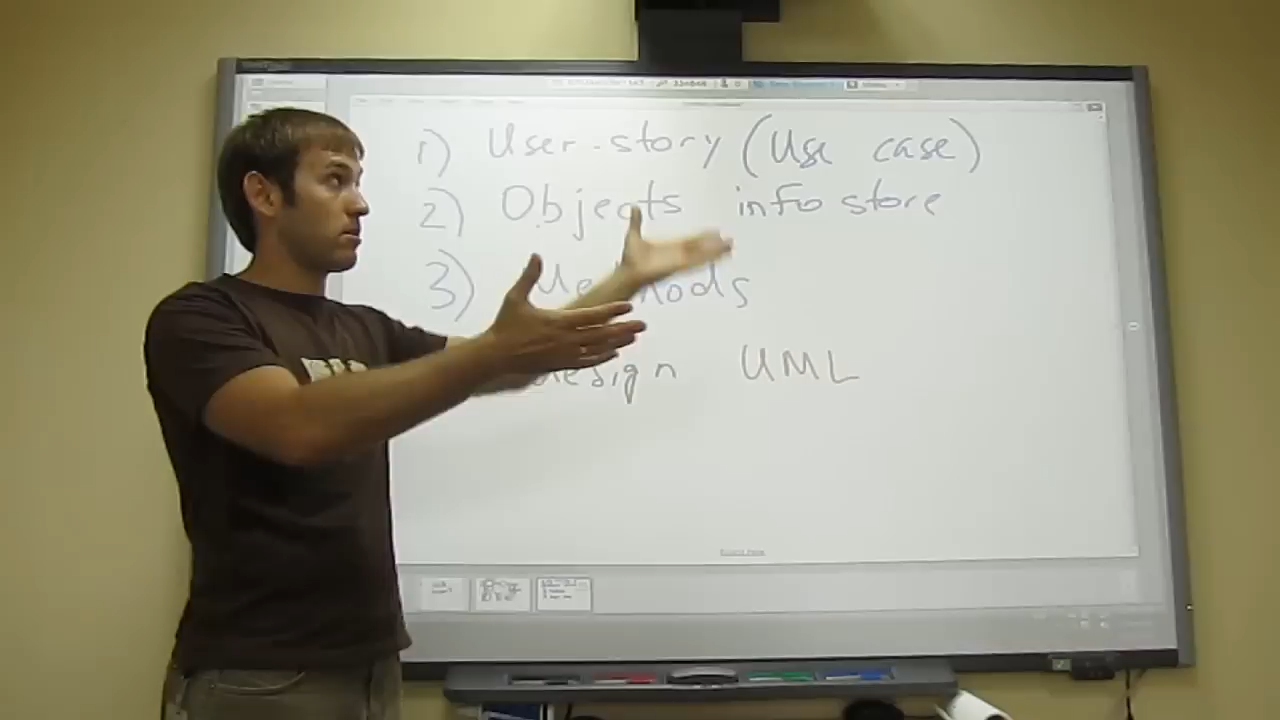 1) User story (Use case)
2) Objects info store
3) Methods
design UML